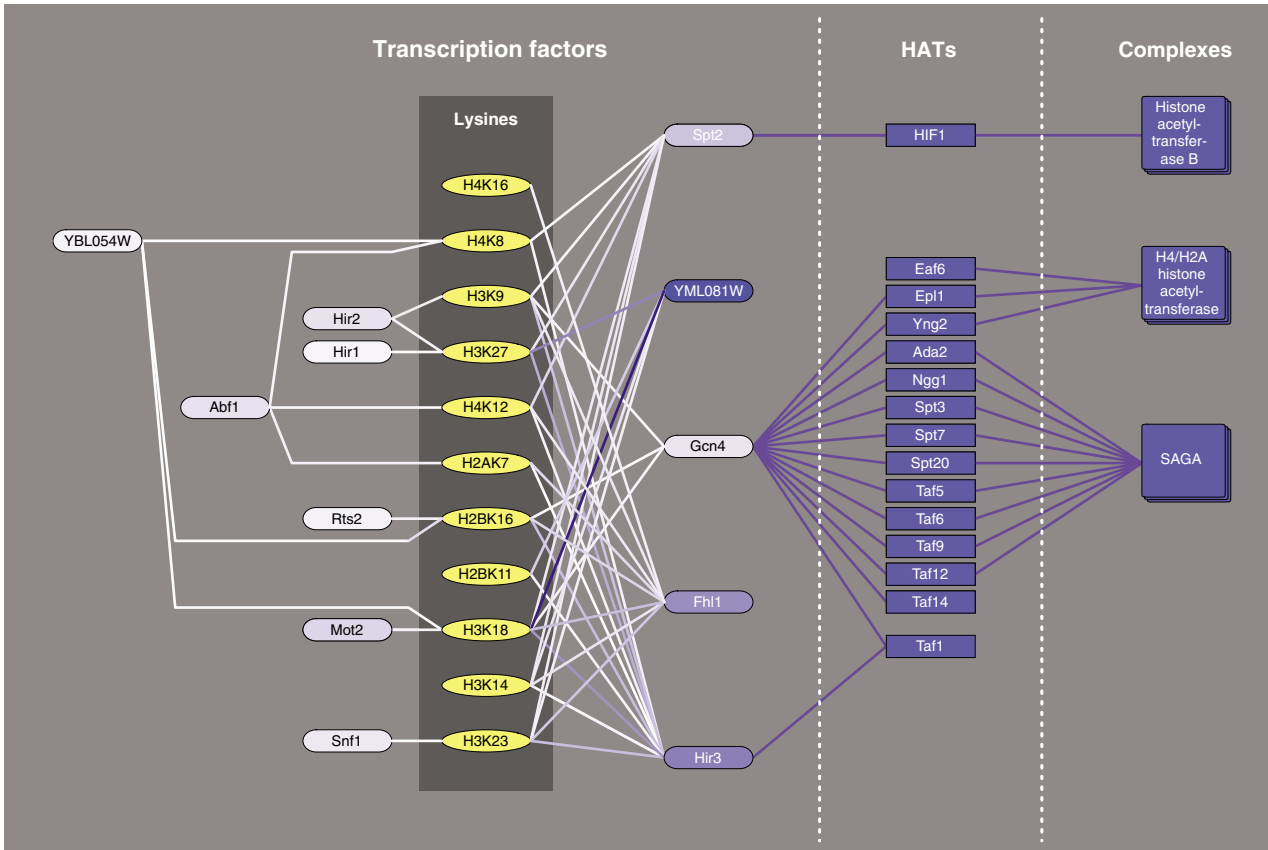 Transcription factors
HATs
Complexes
Lysines
Spt2
HIF1
Histone
acetyl-
transfer-
ase B
H4K16
YBL054W
H4K8
Eaf6
H4/H2A
histone
acetyl-
transferase
H3K9
YML081W
Epl1
Hir2
Yng2
Hir1
H3K27
Ada2
Ngg1
Abf1
H4K12
Spt3
Gcn4
Spt7
H2AK7
Spt20
SAGA
Taf5
Rts2
H2BK16
Taf6
Taf9
H2BK11
Taf12
Fhl1
Taf14
Mot2
H3K18
Taf1
H3K14
Snf1
H3K23
Hir3